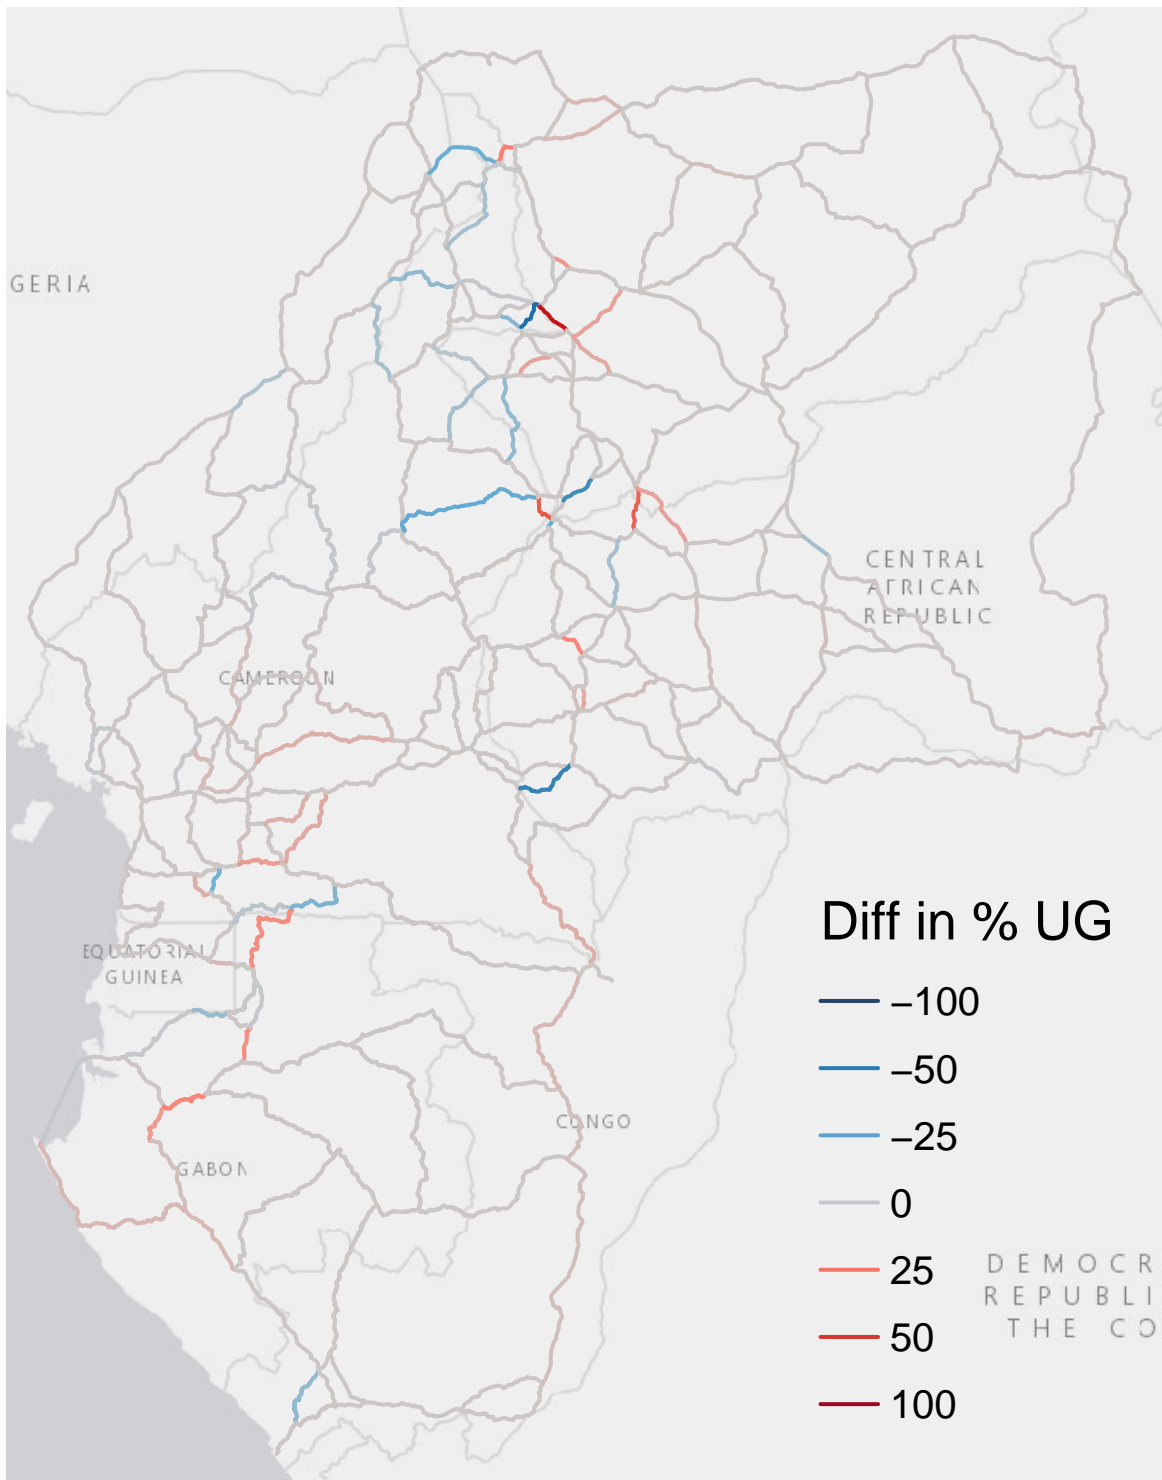 GERIA
CENTRAL
AFRICAN
REPUBLIC
CAMEROON
Diff in % UG
EQUATORIAL
GUINEA
−100
−50
−25
CONGO
GABON
0
25
DEMOCR
REPUBLI
50
THE CO
100